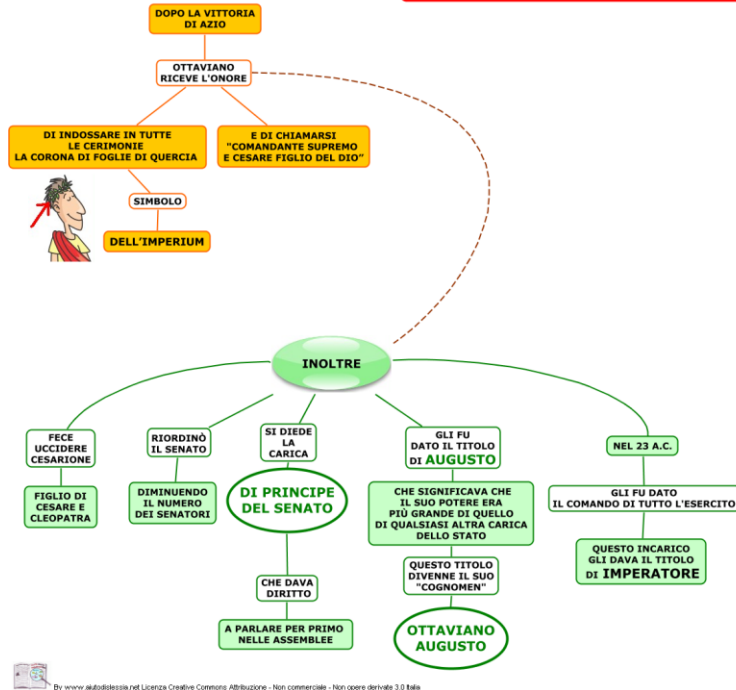 DOPO LA VITTORIA
DI AZIO
OTTAVIANO
RICEVE L'ONORE
DI INDOSSARE IN TUTTE
LE CERIMONIE
LA CORONA DI FOGLIE DI QUERCIA
E DI CHIAMARSI
"COMANDANTE SUPREMO
E CESARE FIGLIO DEL DIO”
SIMBOLO
DELL’IMPERIUM
INOLTRE
FECE
UCCIDERE
CESARIONE
FIGLIO DI
CESARE E
CLEOPATRA
RIORDINÒ
IL SENATO
DIMINUENDO
IL NUMERO
DEI SENATORI
SI DIEDE
LA
CARICA
DI PRINCIPE
DEL SENATO
CHE DAVA
DIRITTO
A PARLARE PER PRIMO
NELLE ASSEMBLEE
GLI FU
DATO IL TITOLO
DI AUGUSTO
CHE SIGNIFICAVA CHE
IL SUO POTERE ERA
PIÙ GRANDE DI QUELLO
DI QUALSIASI ALTRA CARICA
DELLO STATO
QUESTO TITOLO
DIVENNE IL SUO
"COGNOMEN"
OTTAVIANO
AUGUSTO
NEL 23 A.C.
GLI FU DATO
IL COMANDO DI TUTTO L'ESERCITO
QUESTO INCARICO
GLI DAVA IL TITOLO
DI IMPERATORE
By www.aiutodislessia.net Licenza Creative Commons Attribuzione - Non commerciale - Non opere derivate 3.0 Italia